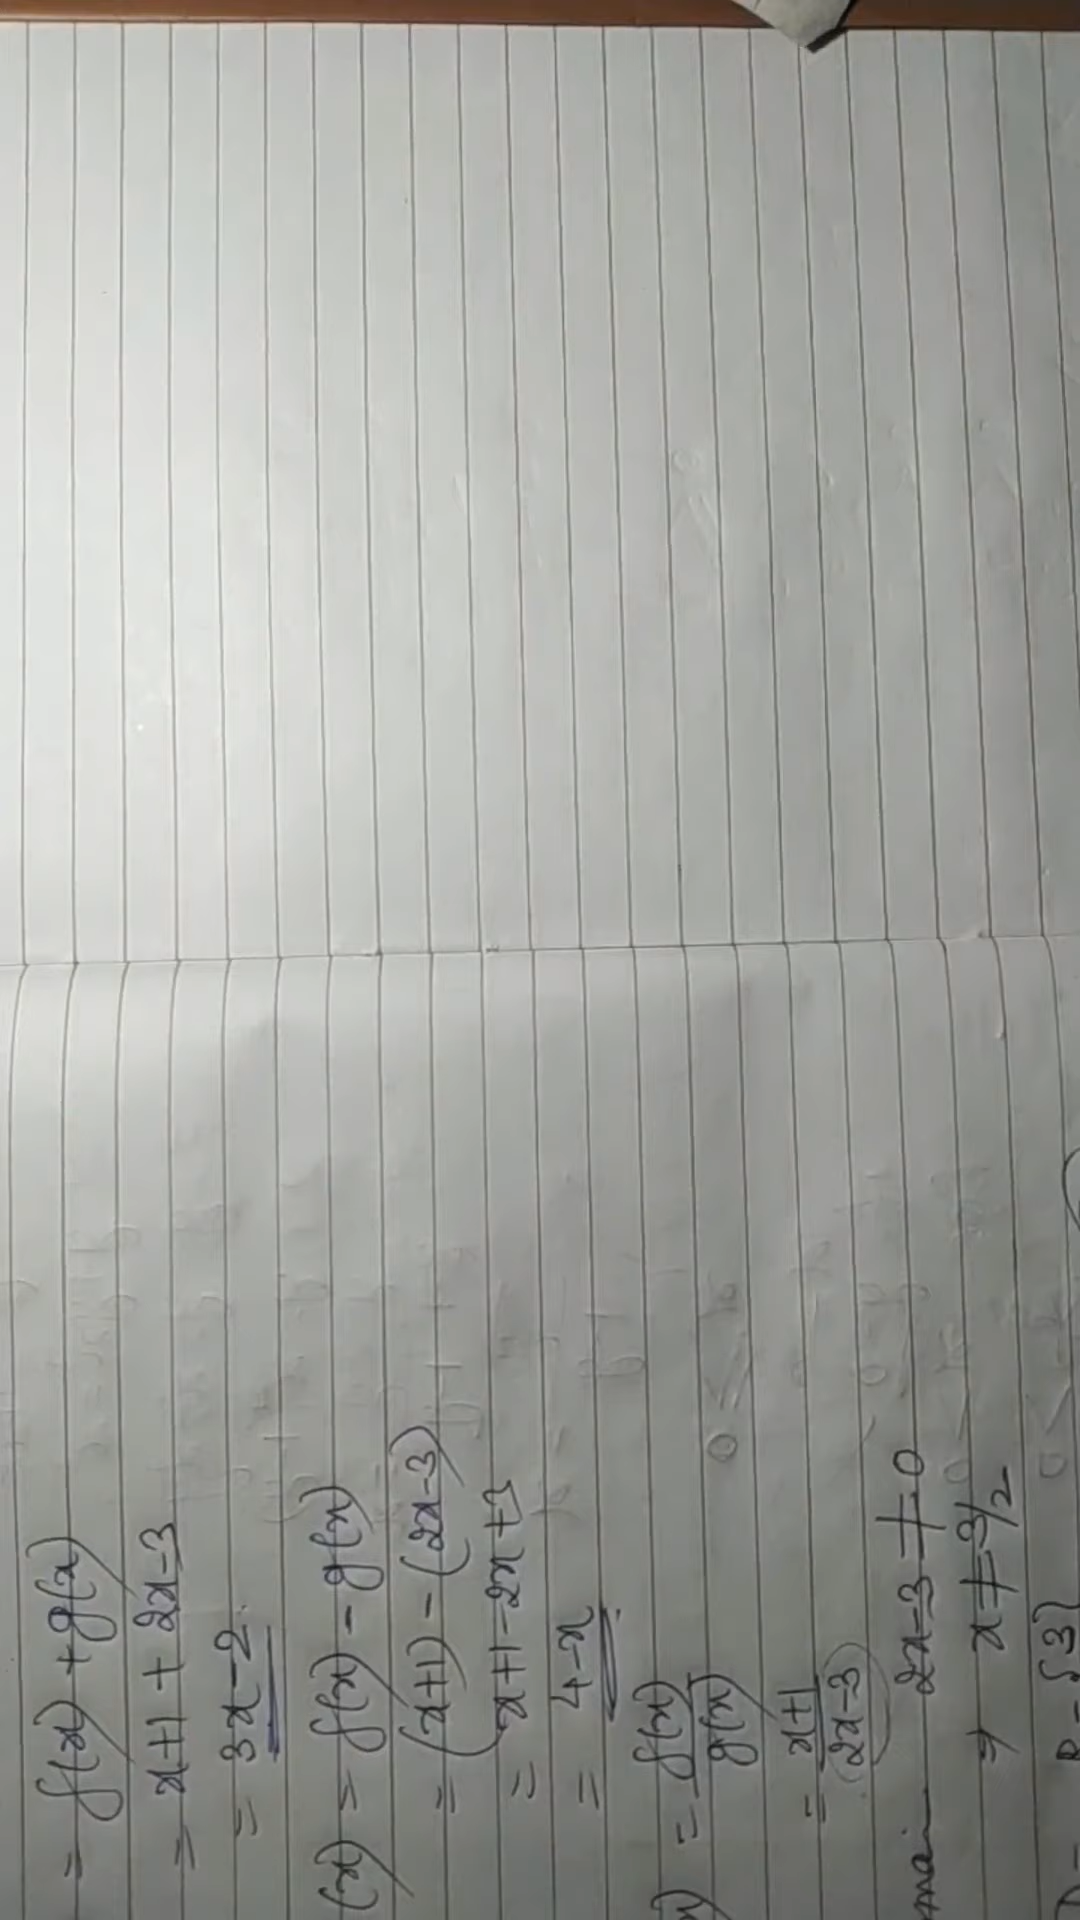 = f(x) + g(x)
= x+1 + 2x-3
= 3x-2
(x) = f(x) - g(x)
= (x+1) - (2x-3)
= x+1-2x+3
= 4-x
= f(x)/g(x)
= x+1/2x-3
main 2x-3 ≠ 0
⇒ x ≠ 3/2